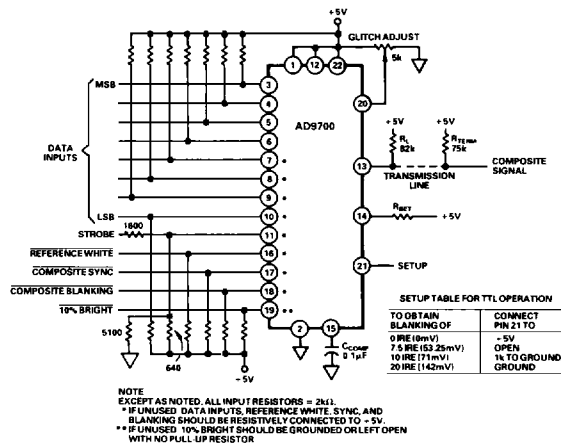 +5V
GLITCH ADJUST
5k
1
12
22
MSB
3
4
5
6
7 *
8 *
9 *
10 *
11 *
16 *
17 *
18 *
19 **
20
13
14
21
2
15
AD9700
DATA
INPUTS
LSB
STROBE
1600
REFERENCE WHITE
COMPOSITE SYNC
COMPOSITE BLANKING
10% BRIGHT
5100
640
+5V
+5V
RL
82k
+5V
RTERM
75k
TRANSMISSION
LINE
COMPOSITE
SIGNAL
RSET
+5V
SETUP
CCOMP
0.1µF
SETUP TABLE FOR TTL OPERATION
TO OBTAIN BLANKING OF
CONNECT PIN 21 TO
0 IRE (0mV) +5V
7.5 IRE (53.25mV) OPEN
10 IRE (71mV) 1k TO GROUND
20 IRE (142mV) GROUND
NOTE
EXCEPT AS NOTED, ALL INPUT RESISTORS = 2kΩ.
* IF UNUSED DATA INPUTS, REFERENCE WHITE, SYNC, AND
BLANKING SHOULD BE RESISTIVELY CONNECTED TO +5V.
** IF UNUSED 10% BRIGHT SHOULD BE GROUNDED OR LEFT OPEN
WITH NO PULL-UP RESISTOR